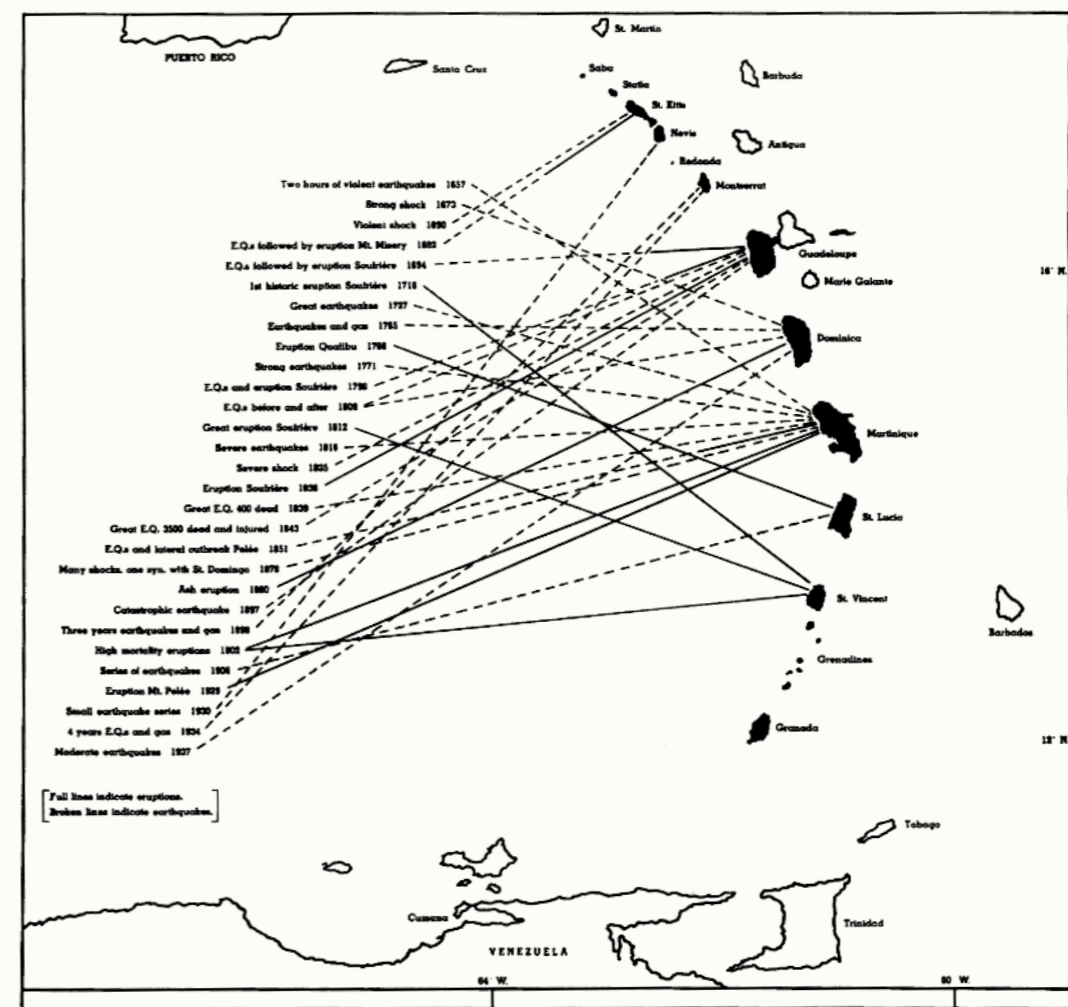 PUERTO RICO
St. Martin
Santa Cruz
Saba
Statia
Barbuda
St. Kitts
Nevis
Antigua
Redonda
Montserrat
Two hours of violent earthquakes 1657
Strong shock 1673
Violent shock 1690
E.Q.s followed by eruption Mt. Misery 1692
E.Q.s followed by eruption Soufrière 1694
1st historic eruption Soufrière 1718
Great earthquakes 1727
Earthquakes and gas 1765
Eruption Qualibu 1766
Strong earthquakes 1771
E.Q.s and eruption Soufrière 1798
E.Q.s before and after 1809
Great eruption Soufrière 1812
Severe earthquakes 1816
Severe shock 1835
Eruption Soufrière 1836
Great E.Q. 400 dead 1839
Great E.Q. 3500 dead and injured 1843
E.Q.s and lateral outbreak Pelée 1851
Many shocks, one syn. with St. Domingo 1878
Ash eruption 1880
Catastrophic earthquake 1897
Three years earthquakes and gas 1898
High mortality eruptions 1902
Series of earthquakes 1906
Eruption Mt. Pelée 1929
Small earthquake series 1930
4 years E.Q.s and gas 1934
Moderate earthquakes 1937
Guadeloupe
16° N.
Marie Galante
Dominica
Martinique
St. Lucia
St. Vincent
Barbados
Grenadines
Granada
12° N.
[Full lines indicate eruptions.
Broken lines indicate earthquakes.]
Tobago
Cumana
Trinidad
VENEZUELA
64° W.
60° W.